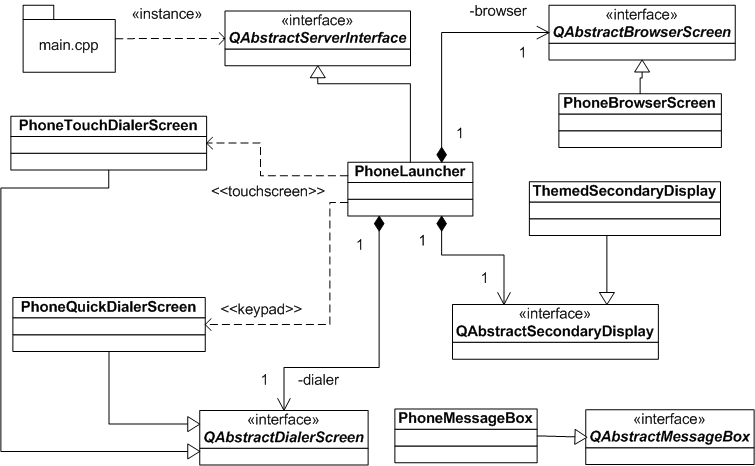 «instance»
main.cpp
«interface»
QAbstractServerInterface
-browser
1
1
«interface»
QAbstractBrowserScreen
PhoneBrowserScreen
PhoneTouchDialerScreen
<<touchscreen>>
PhoneLauncher
ThemedSecondaryDisplay
1
1
1
PhoneQuickDialerScreen
<<keypad>>
«interface»
QAbstractSecondaryDisplay
1
-dialer
«interface»
QAbstractDialerScreen
PhoneMessageBox
«interface»
QAbstractMessageBox